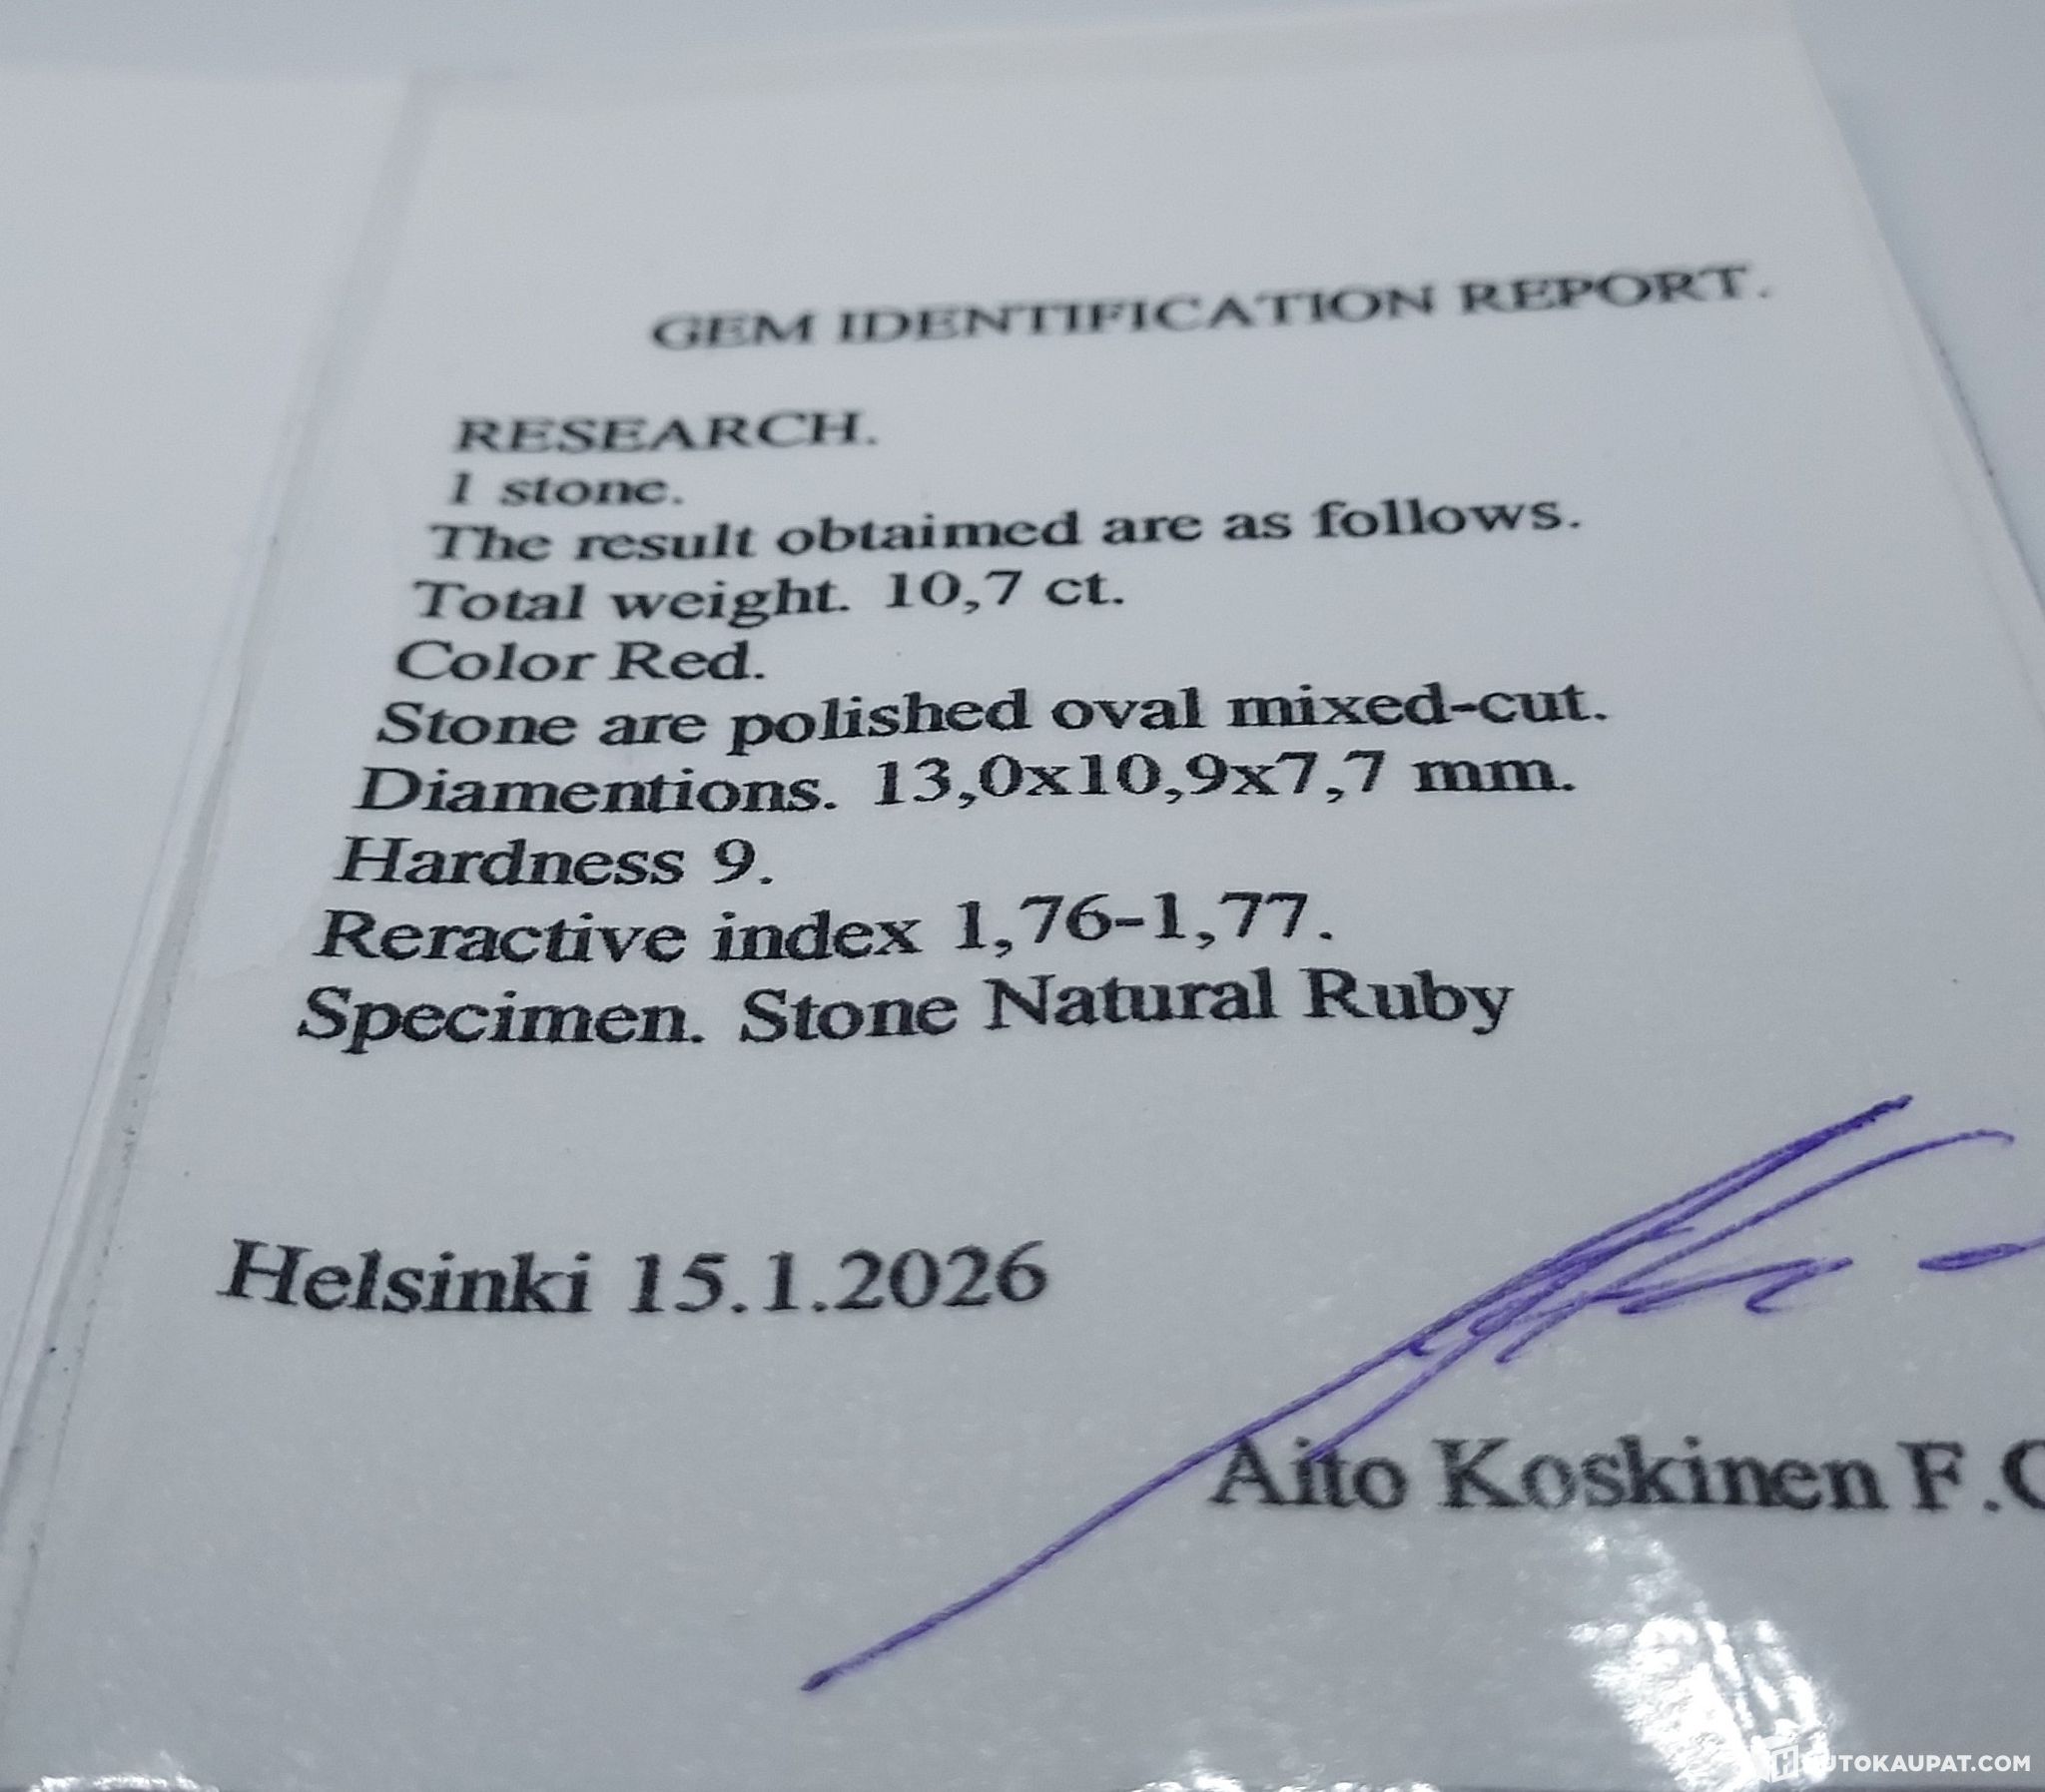 GEM IDENTIFICATION REPORT.
RESEARCH.
1 stone.
The result obtaimed are as follows.
Total weight. 10,7 ct.
Color Red.
Stone are polished oval mixed-cut.
Diamentions. 13,0x10,9x7,7 mm.
Hardness 9.
Reractive index 1,76-1,77.
Specimen. Stone Natural Ruby
Helsinki 15.1.2026
Aito Koskinen F.